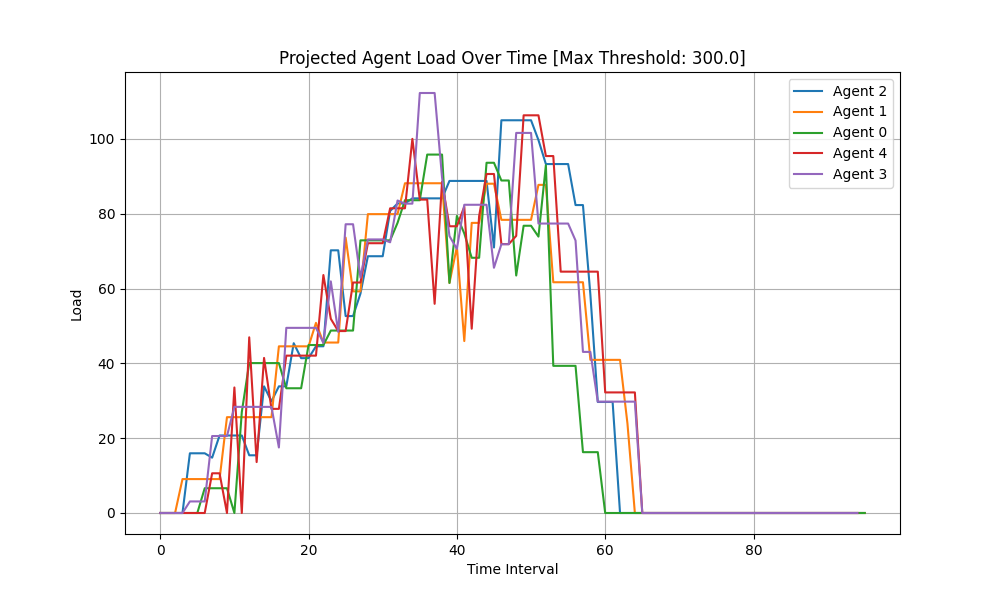 Projected Agent Load Over Time [Max Threshold: 300.0]
Load
100
80
60
40
20
0
0 20 40 60 80
Time Interval
Agent 2
Agent 1
Agent 0
Agent 4
Agent 3